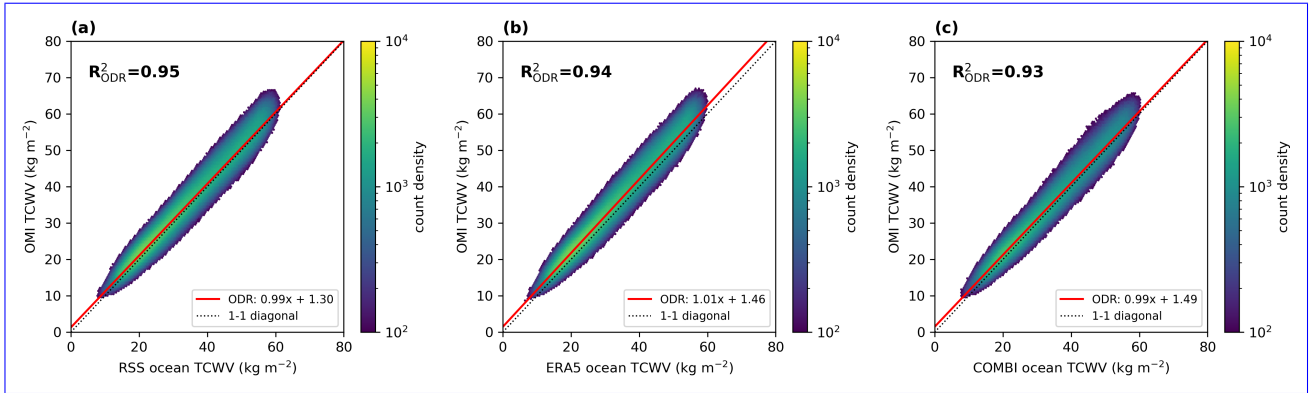 (a)
R²ODR=0.95
80
70
60
50
40
30
20
10
0
OMI TCWV (kg m⁻²)
0 20 40 60 80
RSS ocean TCWV (kg m⁻²)
ODR: 0.99x + 1.30
1-1 diagonal
10⁴
10³
10²
count density
(b)
R²ODR=0.94
80
70
60
50
40
30
20
10
0
OMI TCWV (kg m⁻²)
0 20 40 60 80
ERA5 ocean TCWV (kg m⁻²)
ODR: 1.01x + 1.46
1-1 diagonal
10⁴
10³
10²
count density
(c)
R²ODR=0.93
80
70
60
50
40
30
20
10
0
OMI TCWV (kg m⁻²)
0 20 40 60 80
COMBI ocean TCWV (kg m⁻²)
ODR: 0.99x + 1.49
1-1 diagonal
10⁴
10³
10²
count density